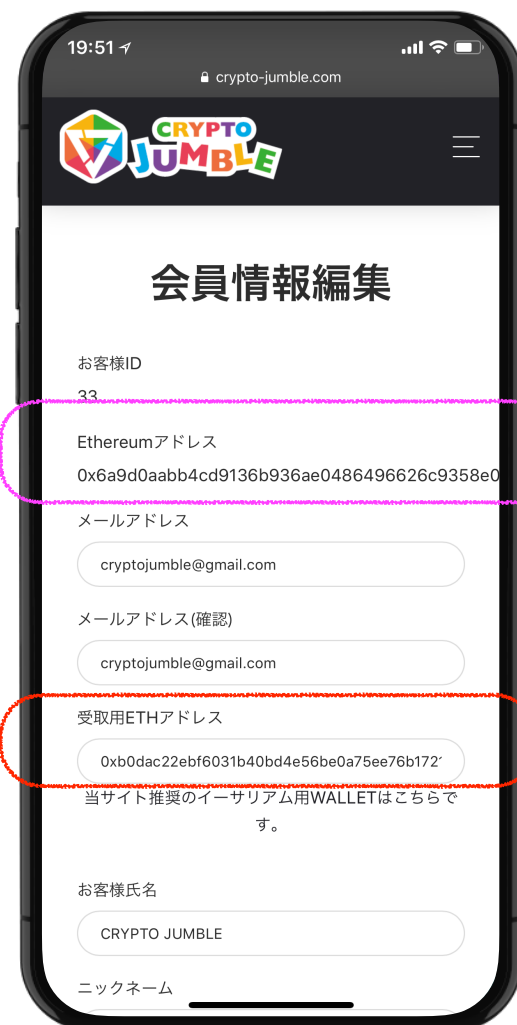 19:51
crypto-jumble.com
CRYPTO
JUMBLE
会員情報編集
お客様ID
33
Ethereumアドレス
0x6a9d0aabb4cd9136b936ae0486496626c9358e0
メールアドレス
cryptojumble@gmail.com
メールアドレス(確認)
cryptojumble@gmail.com
受取用ETHアドレス
0xb0dac22ebf6031b40bd4e56be0a75ee76b172
当サイト推奨のイーサリアム用WALLETはこちらで
す。
お客様氏名
CRYPTO JUMBLE
ニックネーム